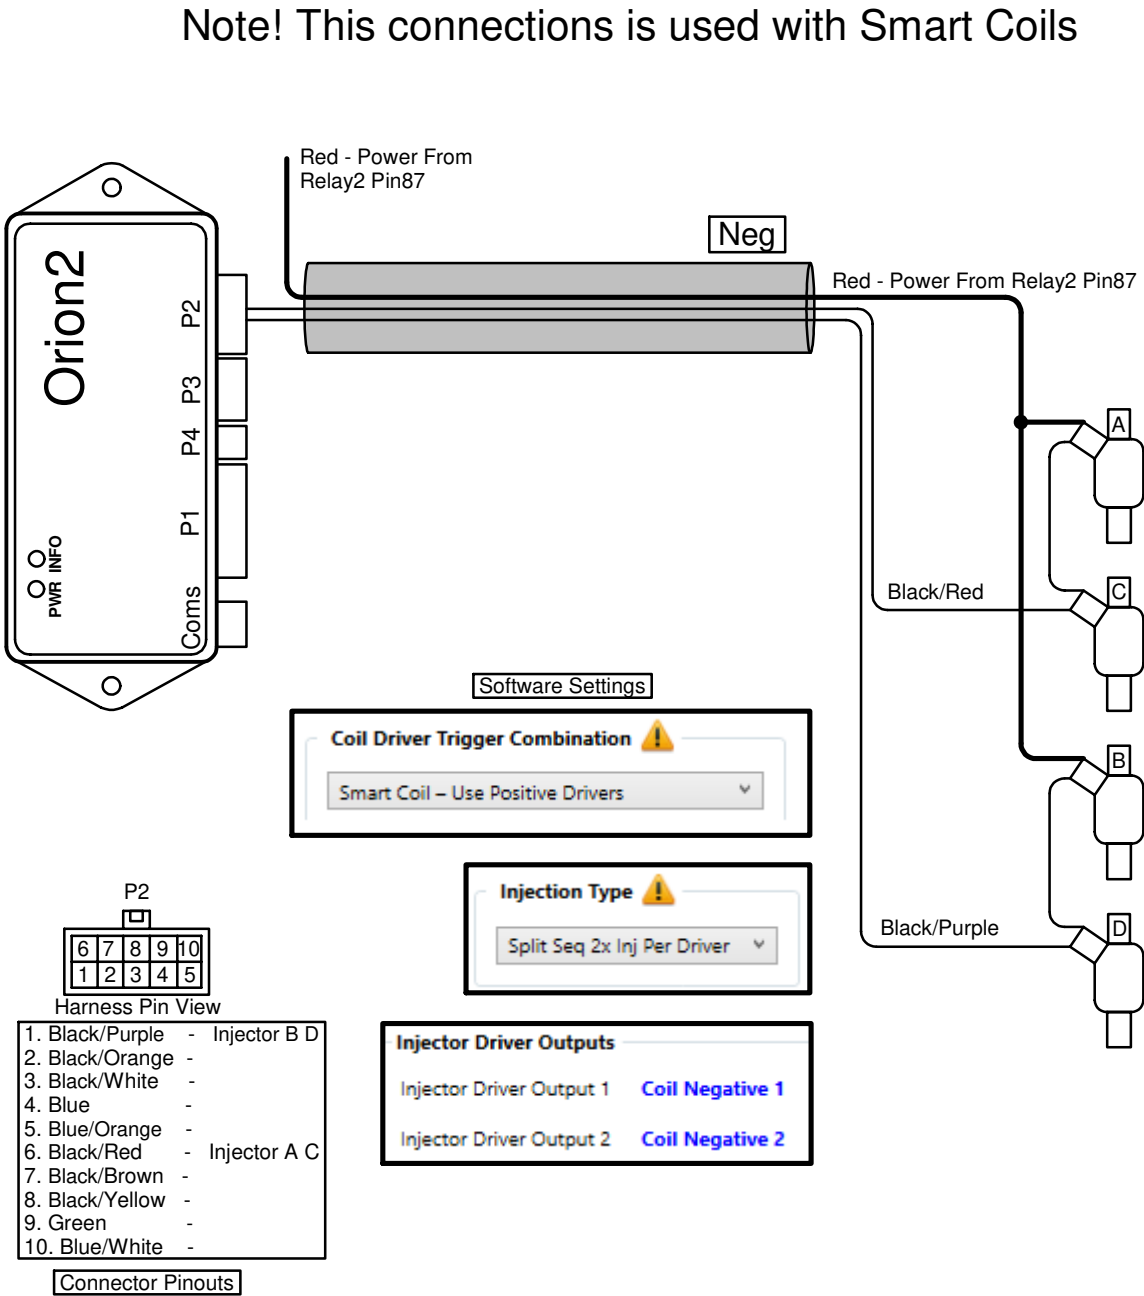 Note! This connections is used with Smart Coils
Red - Power From
Relay2 Pin87
Neg
Red - Power From Relay2 Pin87
Orion2
P2
P3
P4
P1
Coms
INFO
PWR
A
C
B
D
Black/Red
Black/Purple
Software Settings
Coil Driver Trigger Combination
Smart Coil – Use Positive Drivers
Injection Type
Split Seq 2x Inj Per Driver
Injector Driver Outputs
Injector Driver Output 1 Coil Negative 1
Injector Driver Output 2 Coil Negative 2
P2
6 7 8 9 10
1 2 3 4 5
Harness Pin View
1. Black/Purple - Injector B D
2. Black/Orange -
3. Black/White -
4. Blue -
5. Blue/Orange -
6. Black/Red - Injector A C
7. Black/Brown -
8. Black/Yellow -
9. Green -
10. Blue/White -
Connector Pinouts